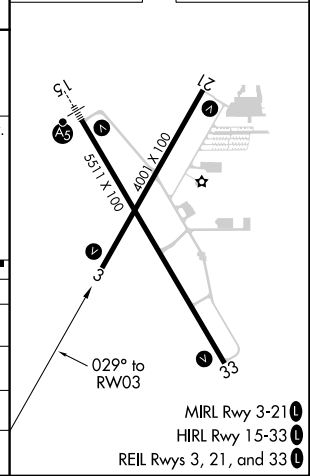 15
21
A5
V
V
5511 X 100
4001 X 100
V
3
33
V
029° to
RW03
MIRL Rwy 3-21 L
HIRL Rwy 15-33 L
REIL Rwys 3, 21, and 33 L